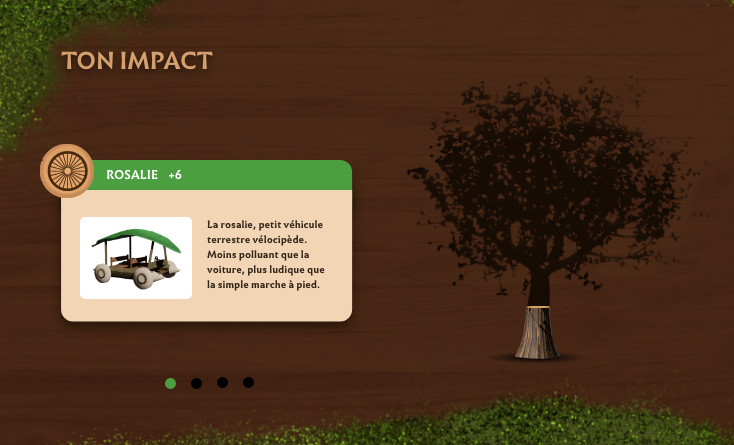 TON IMPACT
ROSALIE +6
La rosalie, petit véhicule
terrestre vélocipède.
Moins polluant que la
voiture, plus ludique que
la simple marche à pied.